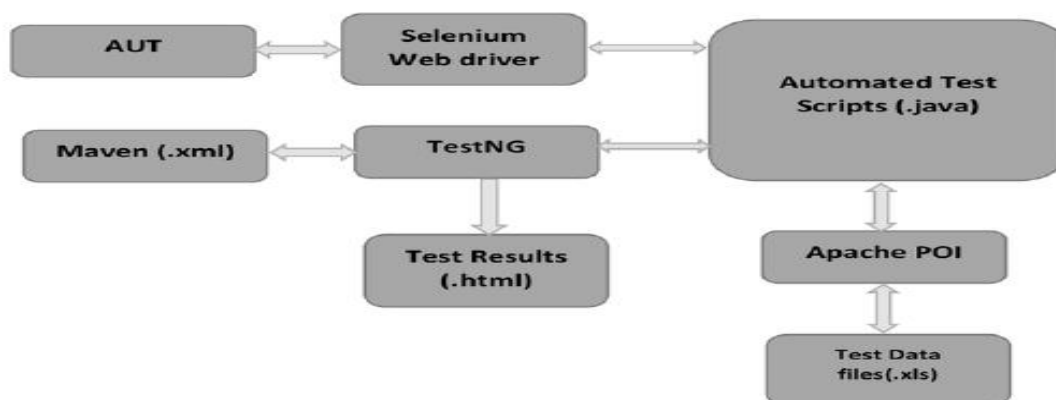 AUT
Selenium
Web driver
Automated Test
Scripts (.java)
Maven (.xml)
TestNG
Test Results
(.html)
Apache POI
Test Data
files(.xls)